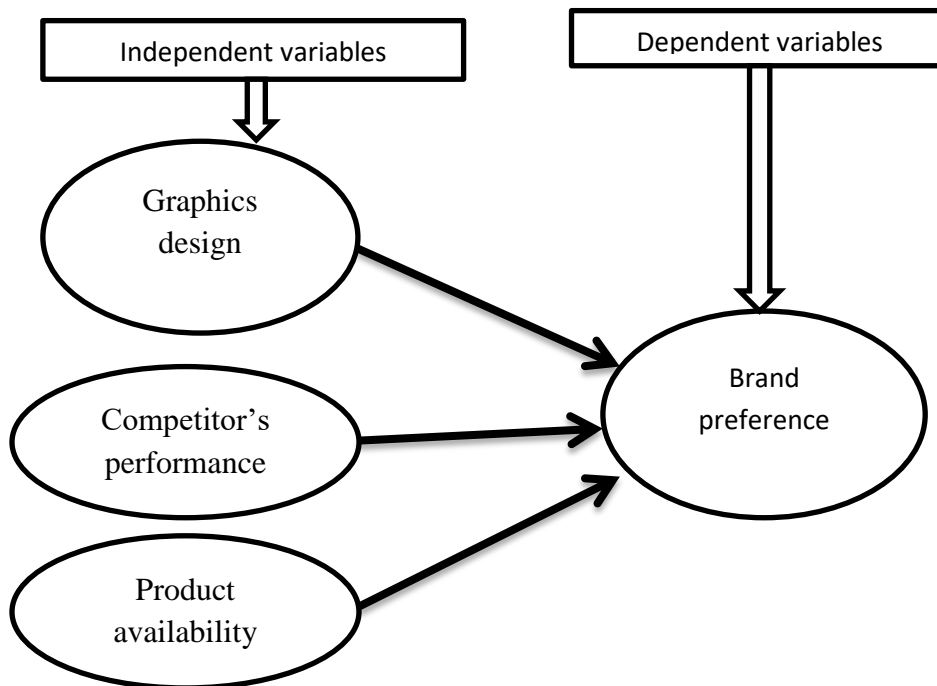 Independent variables
Dependent variables
Graphics
design
Competitor’s
performance
Product
availability
Brand
preference